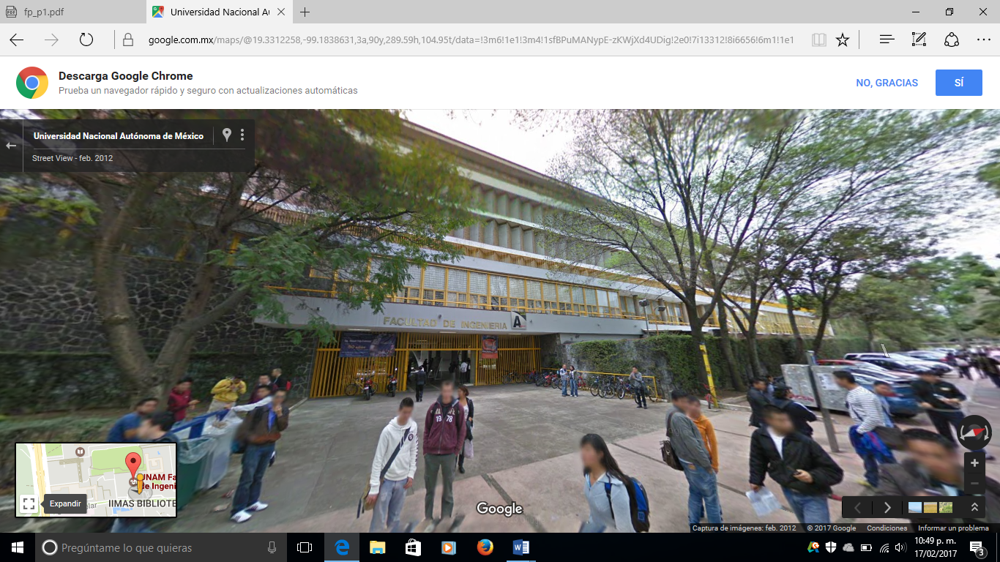 fp_p1.pdf
Universidad Nacional Au
google.com.mx/maps/@19.3312258,-99.1838631,3a,90y,289.59h,104.95t/data=!3m6!1e1!3m4!1sfBPuMANypE-zKWjXd4UDig!2e0!7i13312!8i6656!6m1!1e1
Descarga Google Chrome
Prueba un navegador rápido y seguro con actualizaciones automáticas
NO, GRACIAS
SÍ
Universidad Nacional Autónoma de México
Street View - feb. 2012
FACULTAD DE INGENIERIA A
19 78
UNAM Fa
de Ingeni
Expandir
lar
IIMAS BIBLIOTE
Google
Captura de imágenes: feb. 2012 © 2017 Google Condiciones Informar un problema
Pregúntame lo que quieras
10:49 p. m.
17/02/2017
3